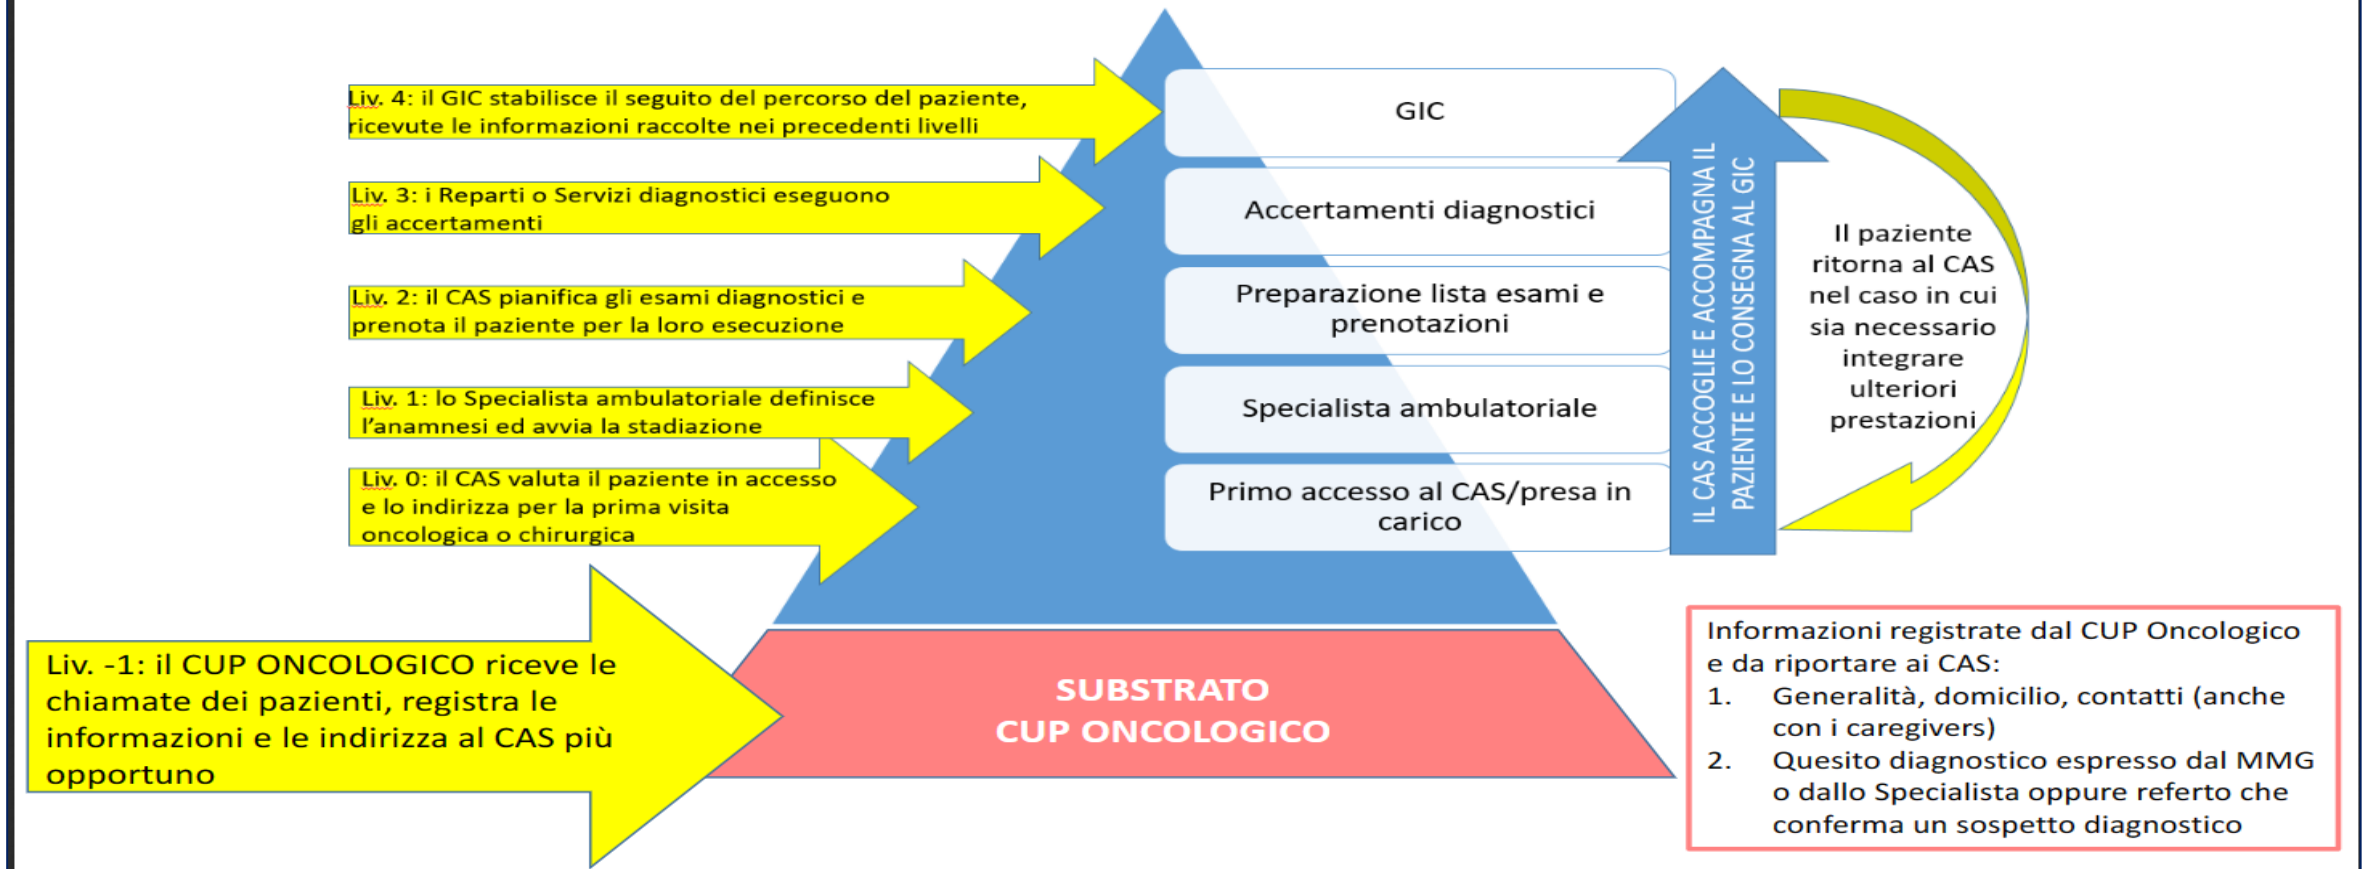 Liv. 4: il GIC stabilisce il seguito del percorso del paziente,
ricevute le informazioni raccolte nei precedenti livelli
GIC
Liv. 3: i Reparti o Servizi diagnostici eseguono
gli accertamenti
Accertamenti diagnostici
Liv. 2: il CAS pianifica gli esami diagnostici e
prenota il paziente per la loro esecuzione
Preparazione lista esami e
prenotazioni
Liv. 1: lo Specialista ambulatoriale definisce
l'anamnesi ed avvia la stadiazione
Specialista ambulatoriale
Liv. 0: il CAS valuta il paziente in accesso
e lo indirizza per la prima visita
oncologica o chirurgica
Primo accesso al CAS/presa in
carico
IL CAS ACCOGLIE E ACCOMPAGNA IL
PAZIENTE E LO CONSEGNA AL GIC
Il paziente
ritorna al CAS
nel caso in cui
sia necessario
integrare
ulteriori
prestazioni
Liv. -1: il CUP ONCOLOGICO riceve le
chiamate dei pazienti, registra le
informazioni e le indirizza al CAS più
opportuno
SUBSTRATO
CUP ONCOLOGICO
Informazioni registrate dal CUP Oncologico
e da riportare ai CAS:
1. Generalità, domicilio, contatti (anche
con i caregivers)
2. Quesito diagnostico espresso dal MMG
o dallo Specialista oppure referto che
conferma un sospetto diagnostico